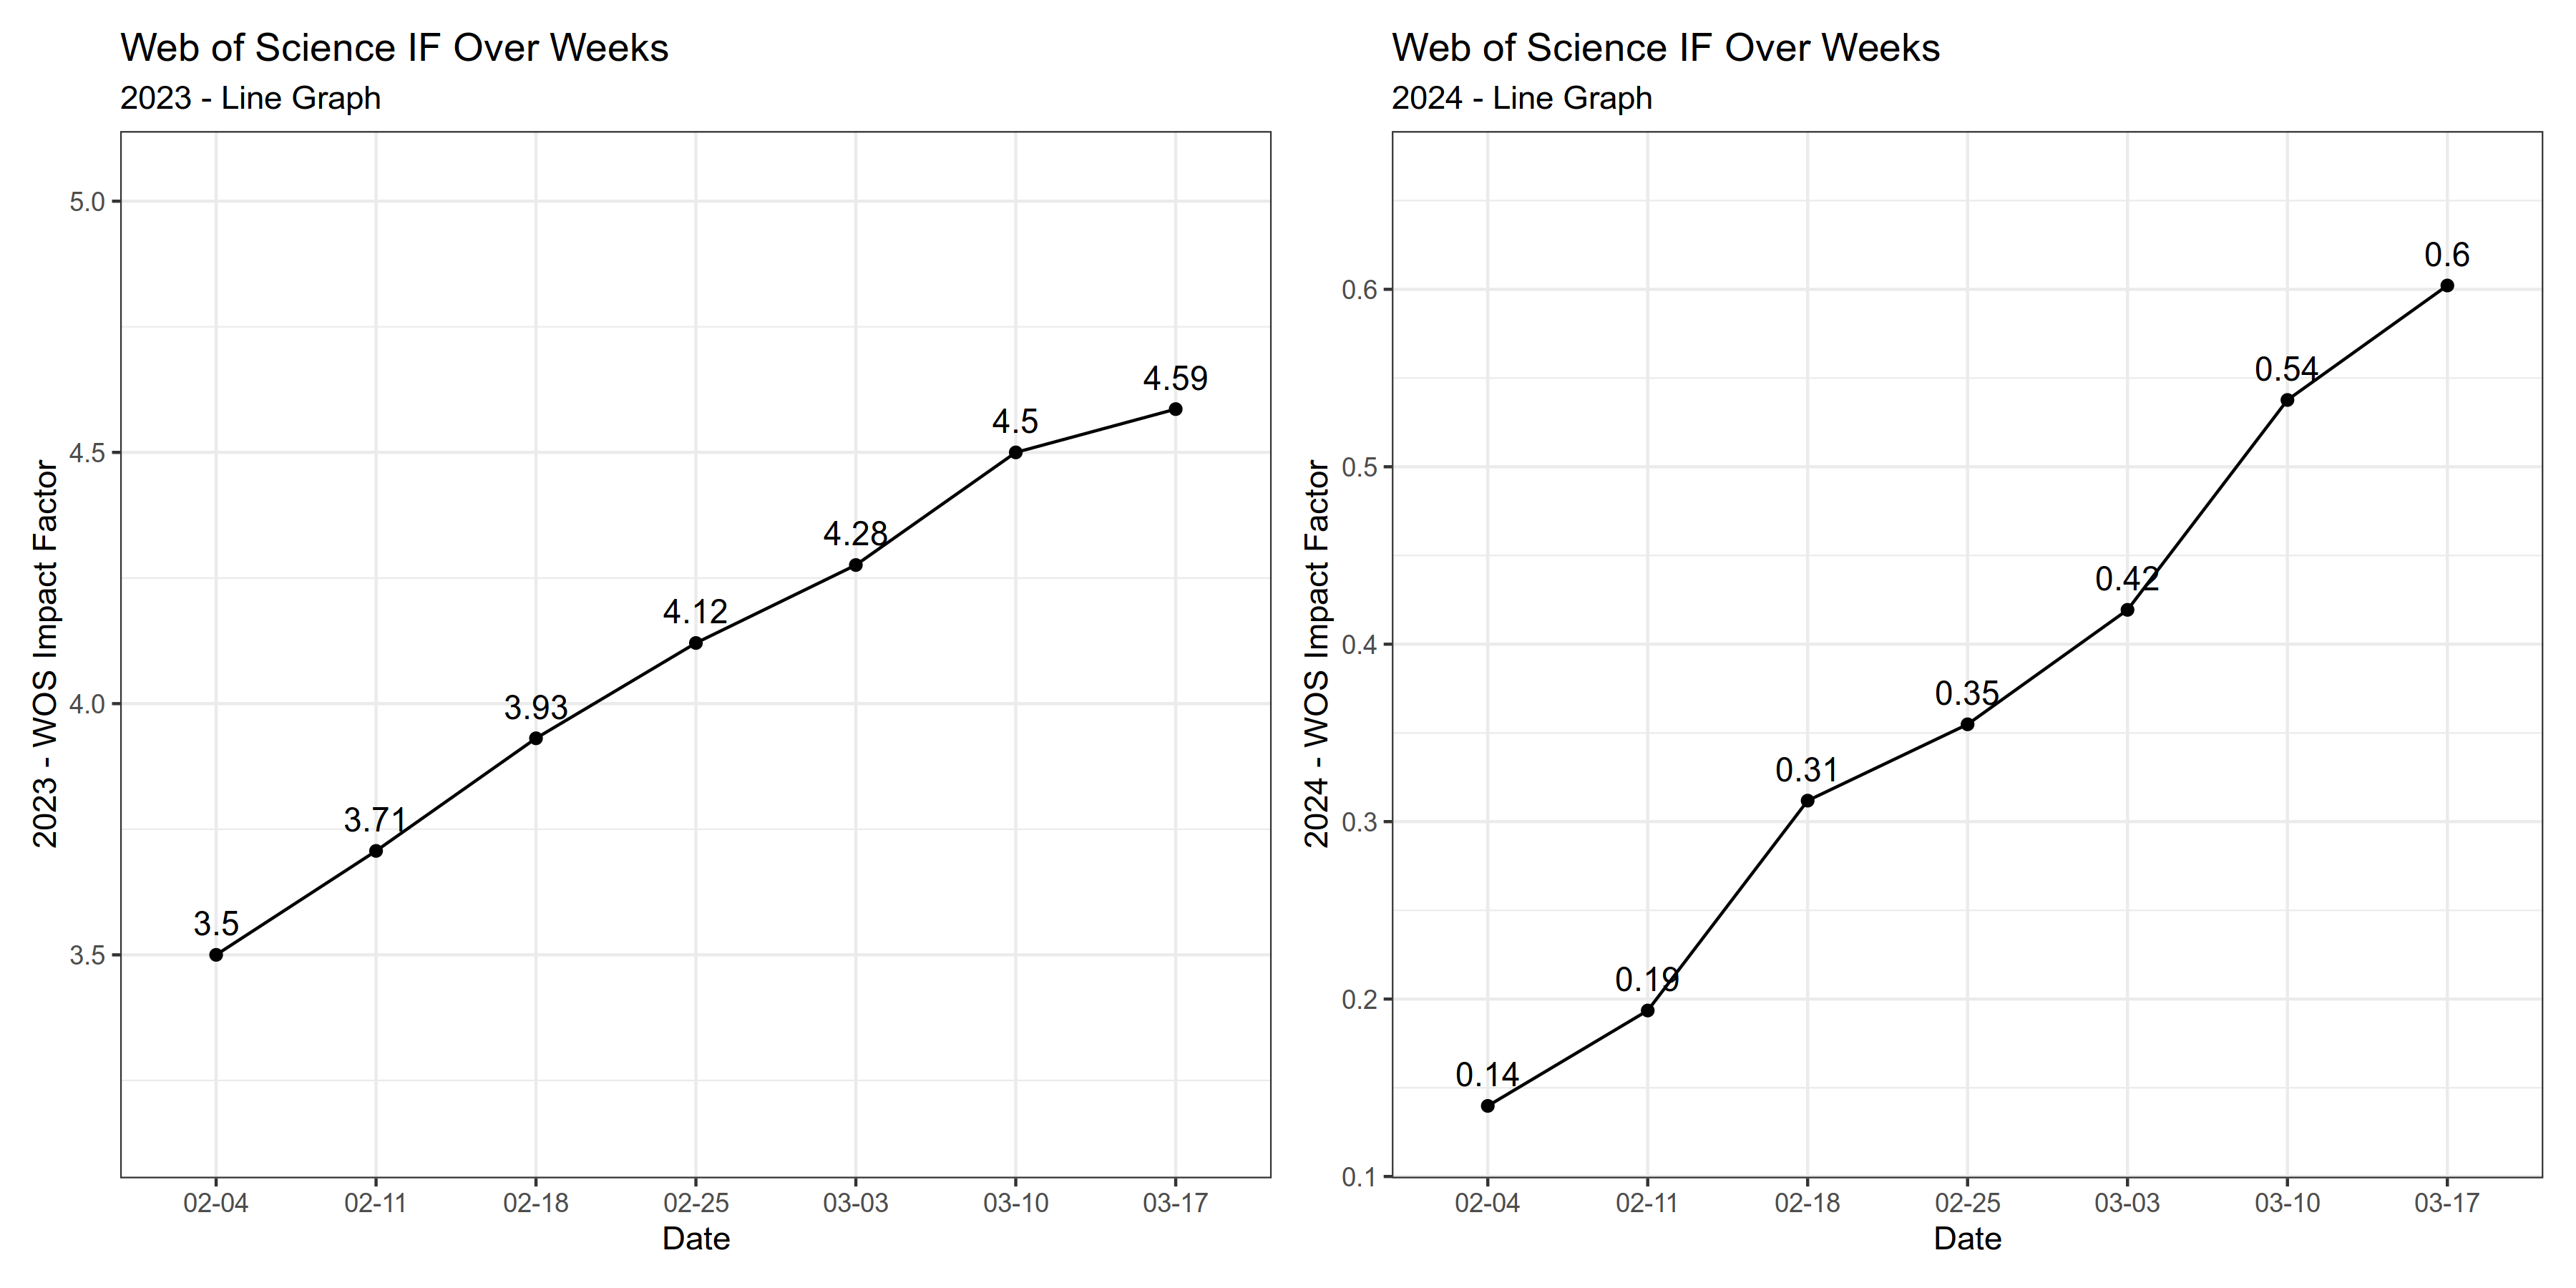 Web of Science IF Over Weeks
2023 - Line Graph
2023 - WOS Impact Factor
5.0
4.5
4.0
3.5
3.5
3.71
3.93
4.12
4.28
4.5
4.59
02-04 02-11 02-18 02-25 03-03 03-10 03-17
Date
Web of Science IF Over Weeks
2024 - Line Graph
2024 - WOS Impact Factor
0.6
0.5
0.4
0.3
0.2
0.1
0.14
0.19
0.31
0.35
0.42
0.54
0.6
02-04 02-11 02-18 02-25 03-03 03-10 03-17
Date